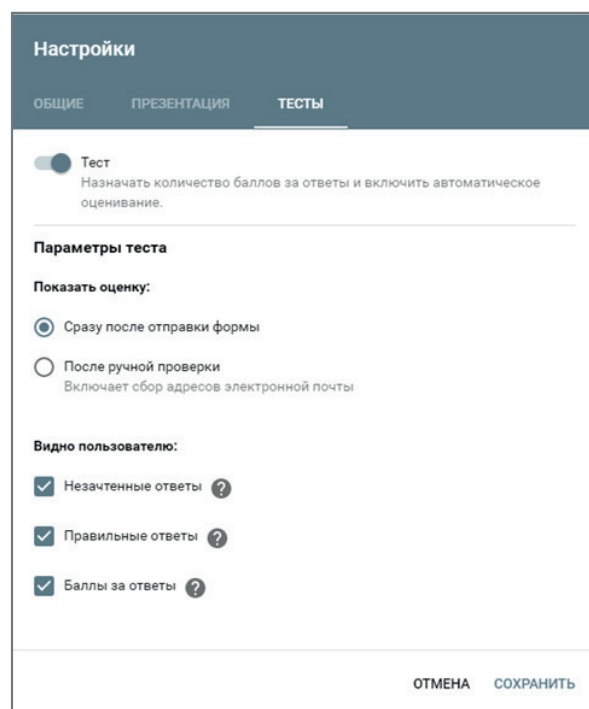 Настройки
ОБЩИЕ ПРЕЗЕНТАЦИЯ ТЕСТЫ
Тест
Назначать количество баллов за ответы и включить автоматическое
оценивание.
Параметры теста
Показать оценку:
Сразу после отправки формы
После ручной проверки
Включает сбор адресов электронной почты
Видно пользователю:
Незачтенные ответы ?
Правильные ответы ?
Баллы за ответы ?
ОТМЕНА СОХРАНИТЬ